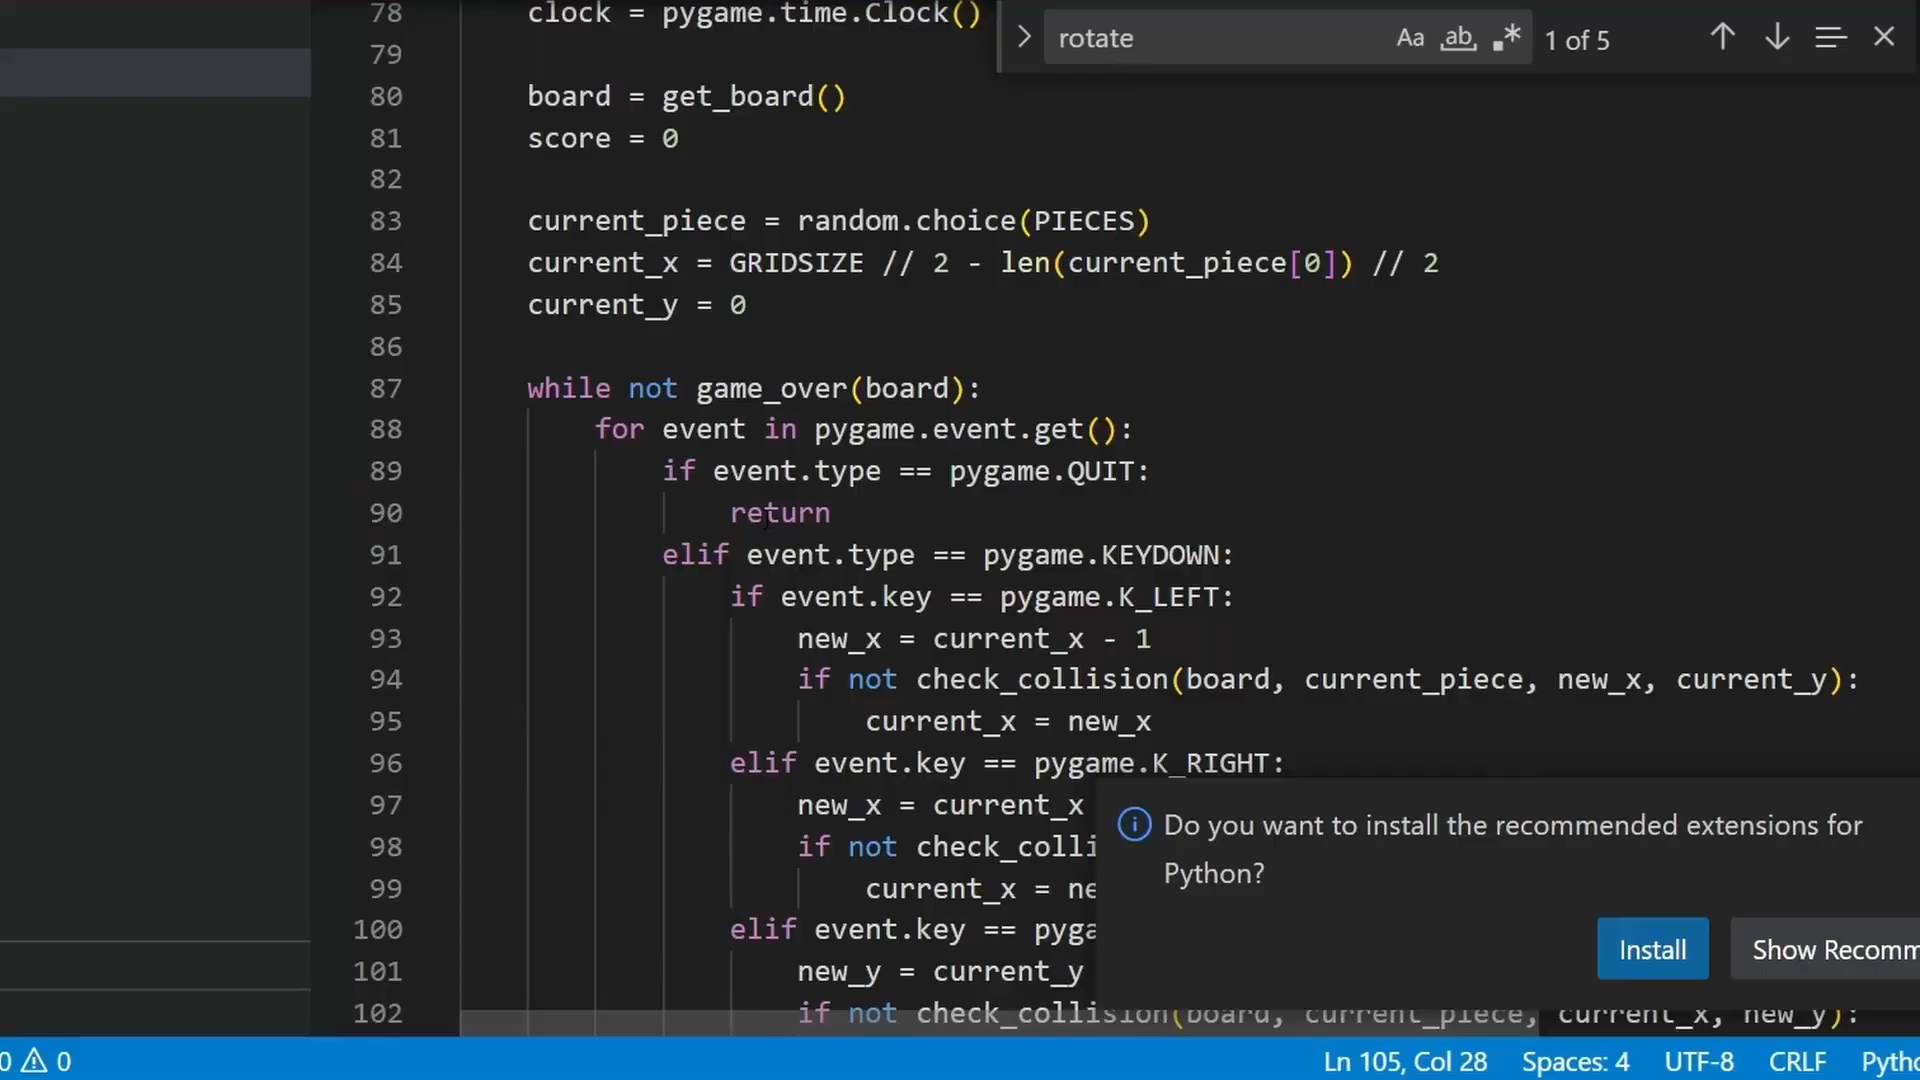 78 clock = pygame.time.Clock()
rotate Aa ab .* 1 of 5
79
80 board = get_board()
81 score = 0
82
83 current_piece = random.choice(PIECES)
84 current_x = GRIDSIZE // 2 - len(current_piece[0]) // 2
85 current_y = 0
86
87 while not game_over(board):
88 for event in pygame.event.get():
89 if event.type == pygame.QUIT:
90 return
91 elif event.type == pygame.KEYDOWN:
92 if event.key == pygame.K_LEFT:
93 new_x = current_x - 1
94 if not check_collision(board, current_piece, new_x, current_y):
95 current_x = new_x
96 elif event.key == pygame.K_RIGHT:
97 new_x = current_x
98 if not check_colli
99 current_x = ne
100 elif event.key == pyga
101 new_y = current_y
102 if not check_collision(board, current_piece, current_x, new_y):
Do you want to install the recommended extensions for
Python?
Install Show Recomm
0 0 Ln 105, Col 28 Spaces: 4 UTF-8 CRLF Pytho